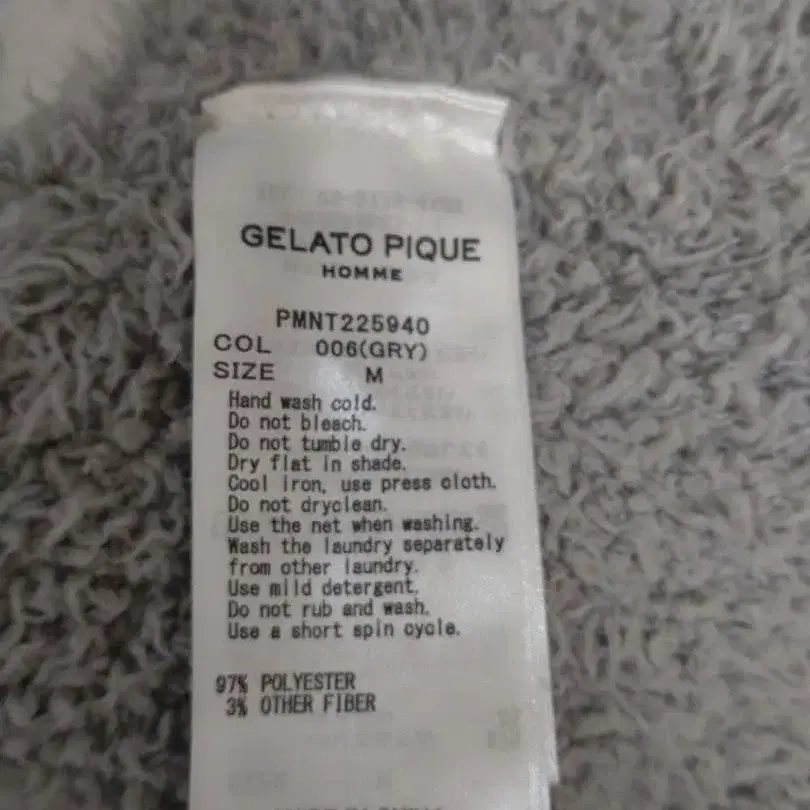 GELATO PIQUE
HOMME
PMNT225940
COL 006(GRY)
SIZE M
Hand wash cold.
Do not bleach.
Do not tumble dry.
Dry flat in shade.
Cool iron, use press cloth.
Do not dryclean.
Use the net when washing.
Wash the laundry separately
from other laundry.
Use mild detergent.
Do not rub and wash.
Use a short spin cycle.
97% POLYESTER
3% OTHER FIBER